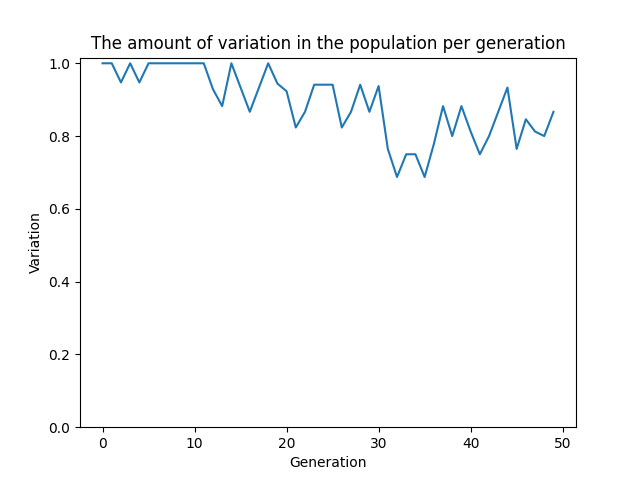 The amount of variation in the population per generation
1.0
0.8
0.6
0.4
0.2
0.0
Variation
0 10 20 30 40 50
Generation